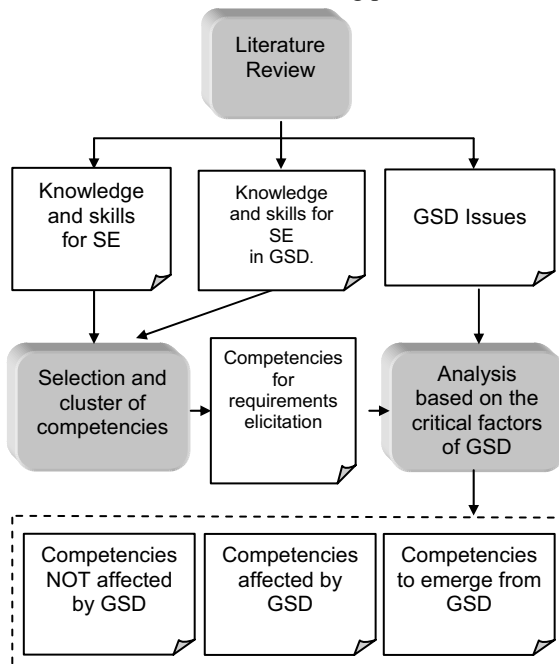 Literature
Review
Knowledge
and skills
for SE
Knowledge
and skills for
SE
in GSD.
GSD Issues
Selection and
cluster of
competencies
Competencies
for
requirements
elicitation
Analysis
based on the
critical factors
of GSD
Competencies
NOT affected
by GSD
Competencies
affected by
GSD
Competencies
to emerge from
GSD